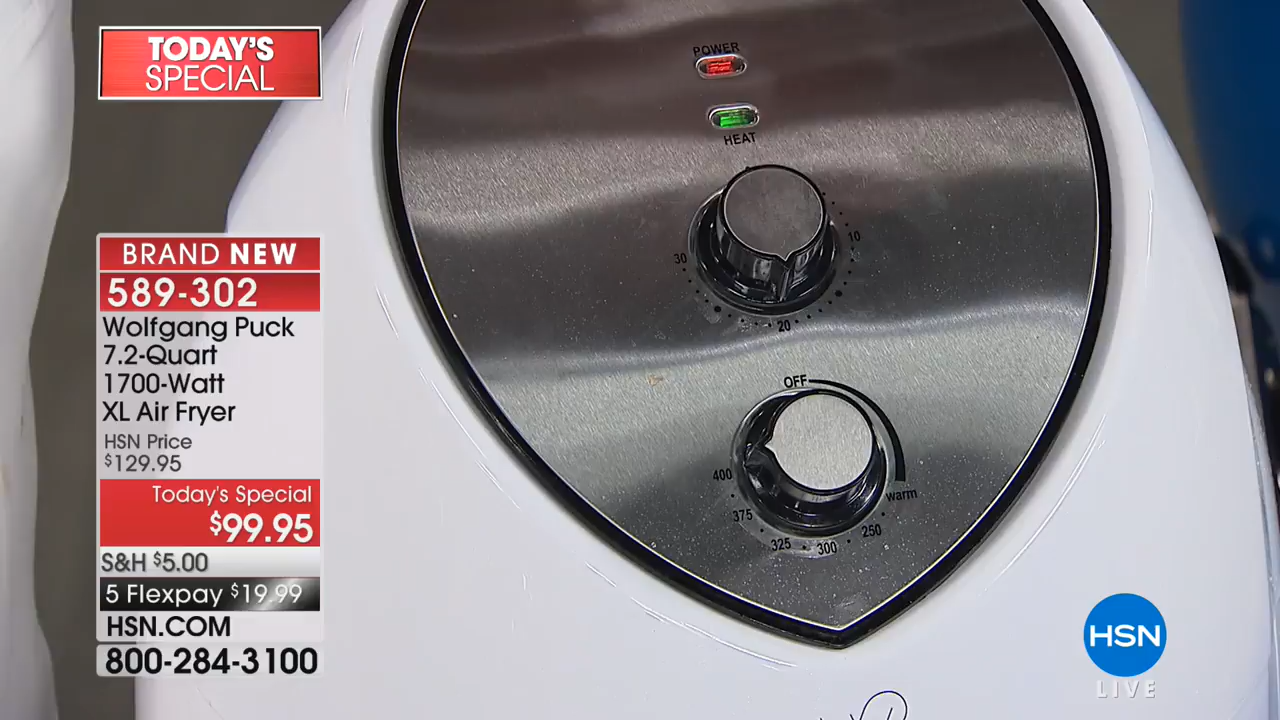 TODAY'S
SPECIAL
BRAND NEW
589-302
Wolfgang Puck
7.2-Quart
1700-Watt
XL Air Fryer
HSN Price
$129.95
Today's Special
$99.95
S&H $5.00
5 Flexpay $19.99
HSN.COM
800-284-3100
POWER
HEAT
10
30
20
OFF
400
warm
375
250
325
300
HSN
LIVE